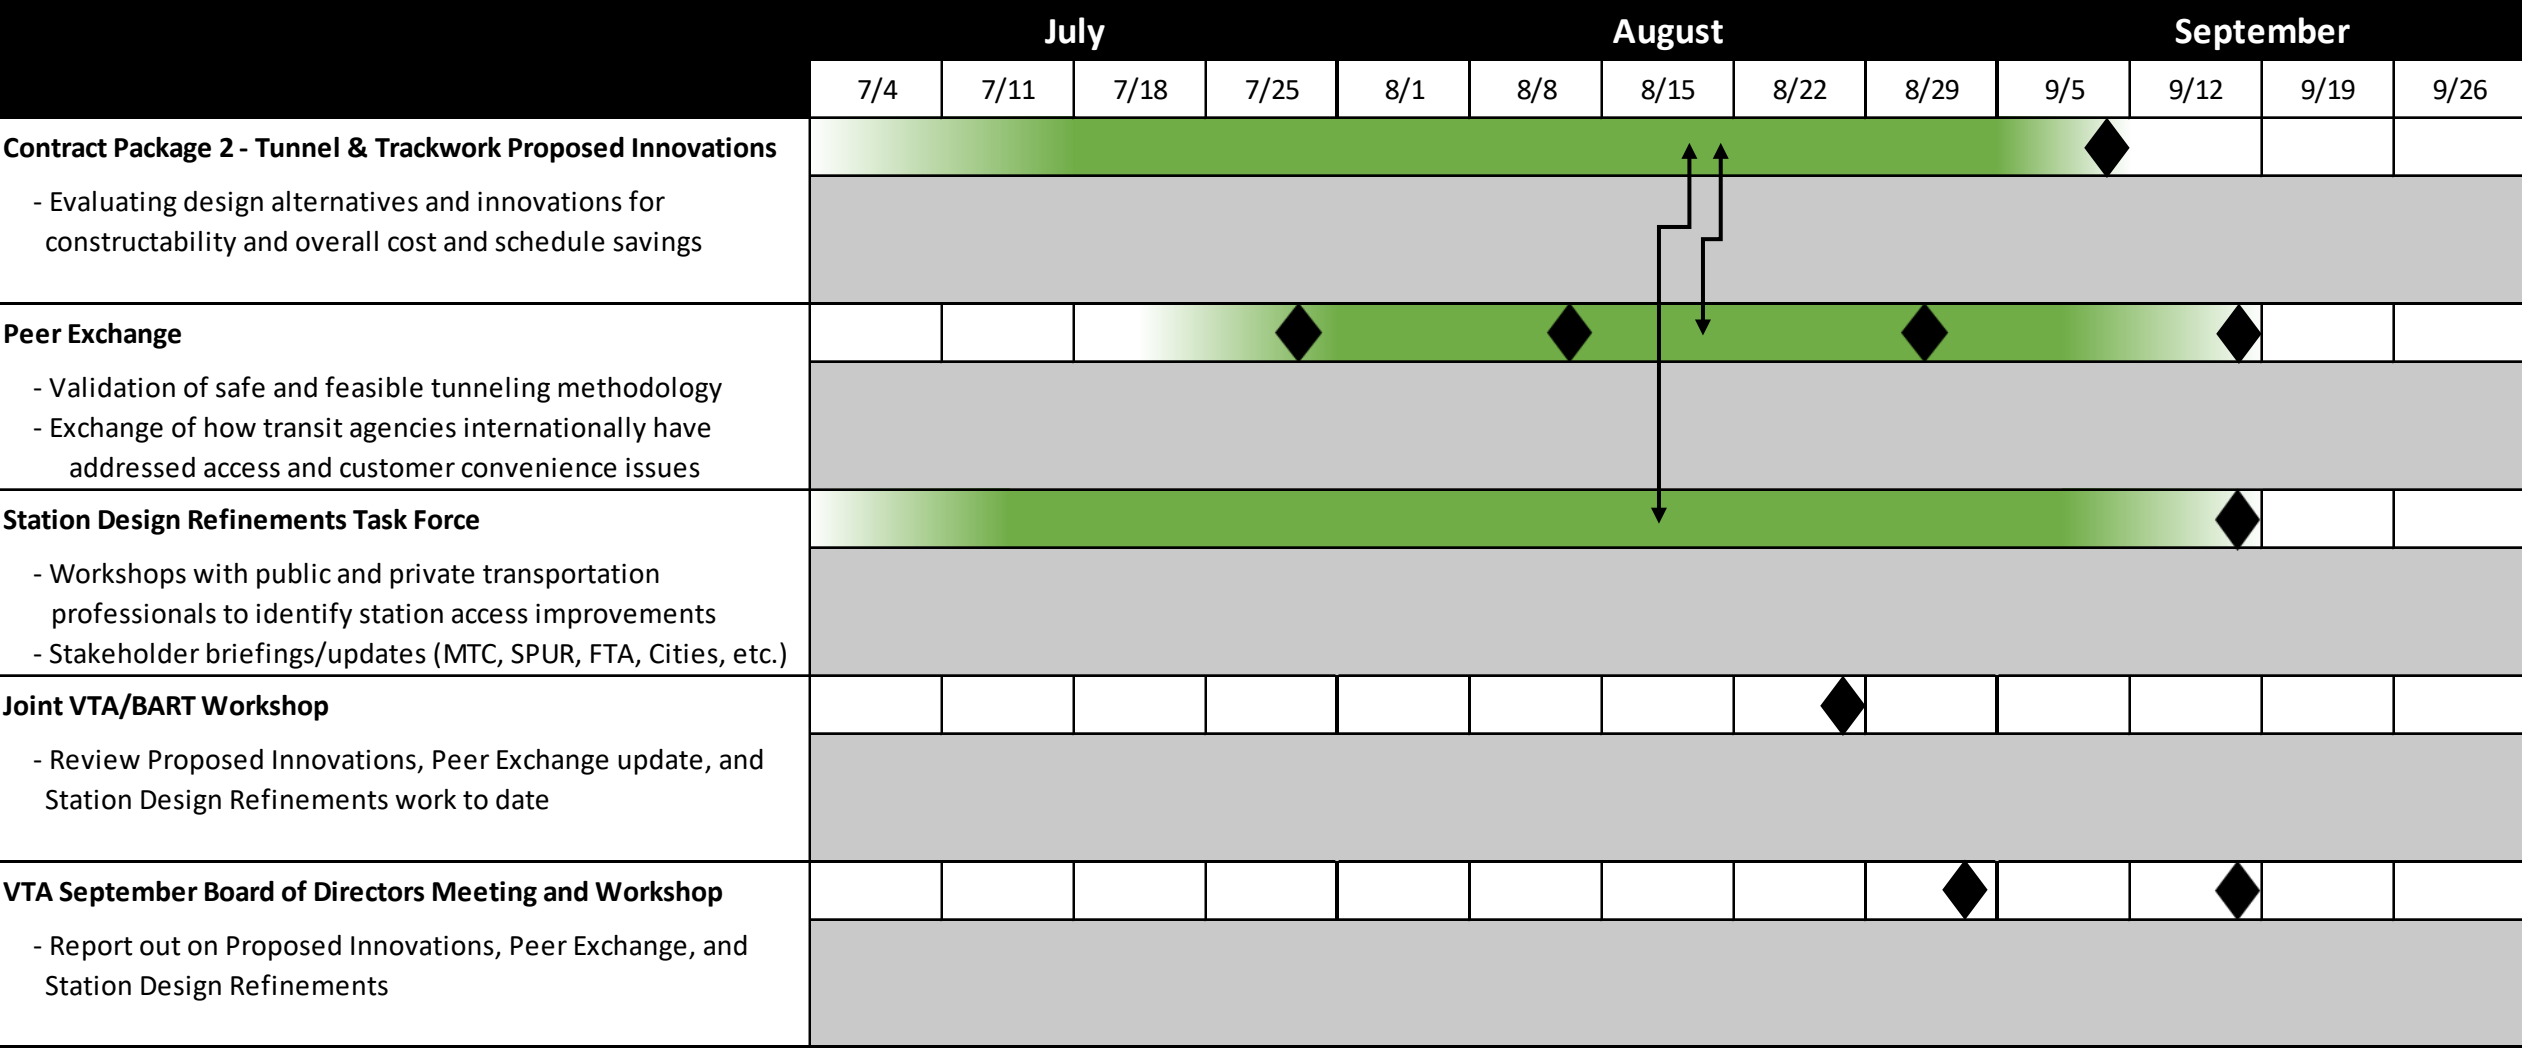 July August September
7/4 7/11 7/18 7/25 8/1 8/8 8/15 8/22 8/29 9/5 9/12 9/19 9/26
Contract Package 2 - Tunnel & Trackwork Proposed Innovations
- Evaluating design alternatives and innovations for
constructability and overall cost and schedule savings
Peer Exchange
- Validation of safe and feasible tunneling methodology
- Exchange of how transit agencies internationally have
addressed access and customer convenience issues
Station Design Refinements Task Force
- Workshops with public and private transportation
professionals to identify station access improvements
- Stakeholder briefings/updates (MTC, SPUR, FTA, Cities, etc.)
Joint VTA/BART Workshop
- Review Proposed Innovations, Peer Exchange update, and
Station Design Refinements work to date
VTA September Board of Directors Meeting and Workshop
- Report out on Proposed Innovations, Peer Exchange, and
Station Design Refinements